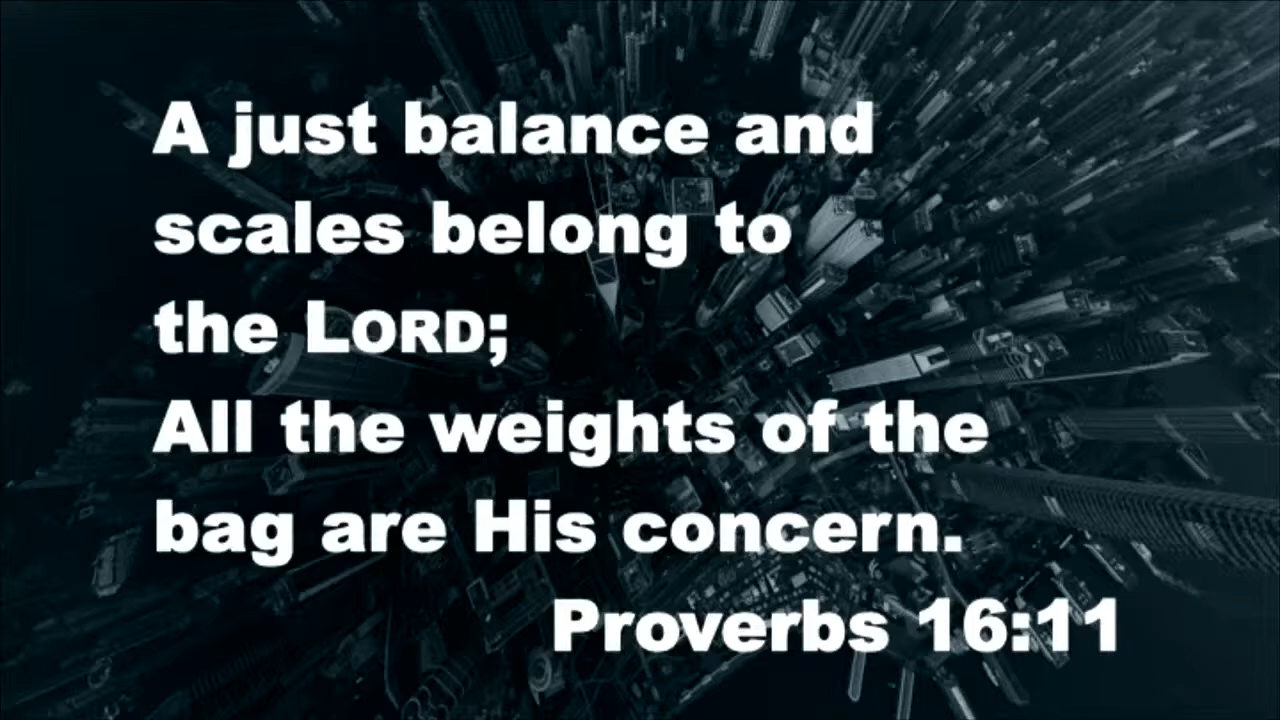 A just balance and
scales belong to
the LORD;
All the weights of the
bag are His concern.
Proverbs 16:11